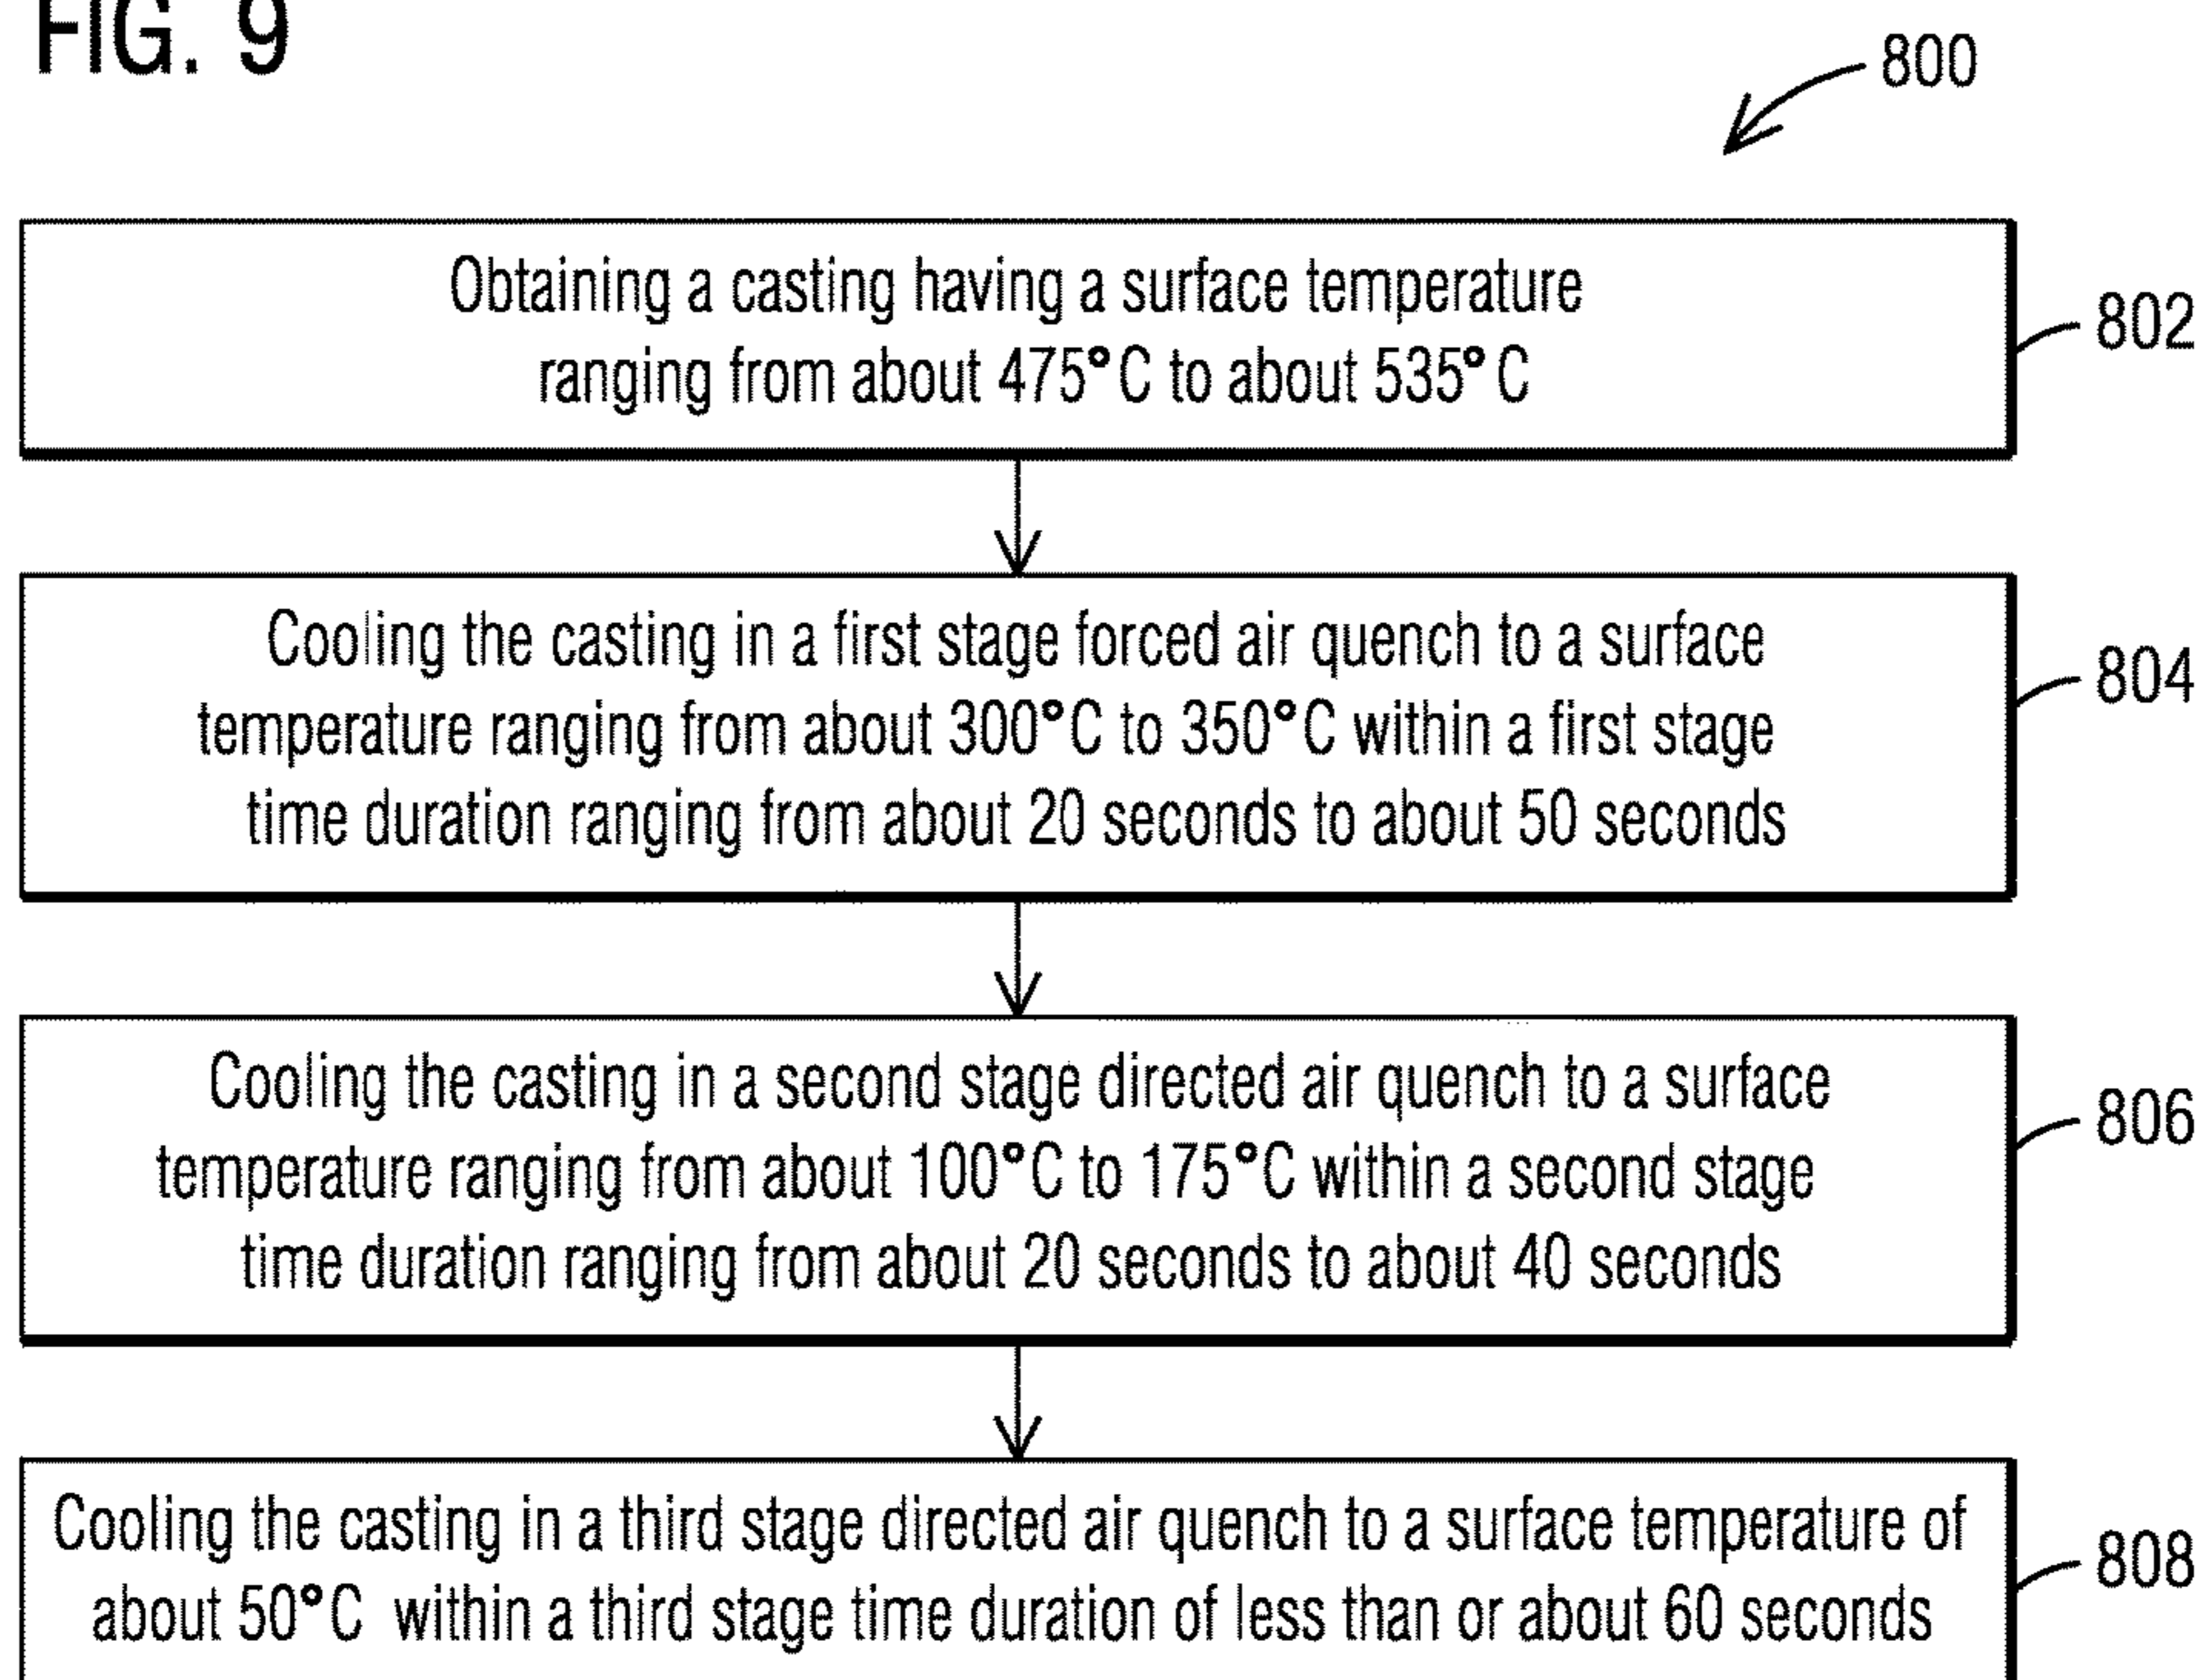 FIG. 9
800
Obtaining a casting having a surface temperature
ranging from about 475°C to about 535°C
802
Cooling the casting in a first stage forced air quench to a surface
temperature ranging from about 300°C to 350°C within a first stage
time duration ranging from about 20 seconds to about 50 seconds
804
Cooling the casting in a second stage directed air quench to a surface
temperature ranging from about 100°C to 175°C within a second stage
time duration ranging from about 20 seconds to about 40 seconds
806
Cooling the casting in a third stage directed air quench to a surface temperature of
about 50°C within a third stage time duration of less than or about 60 seconds
808